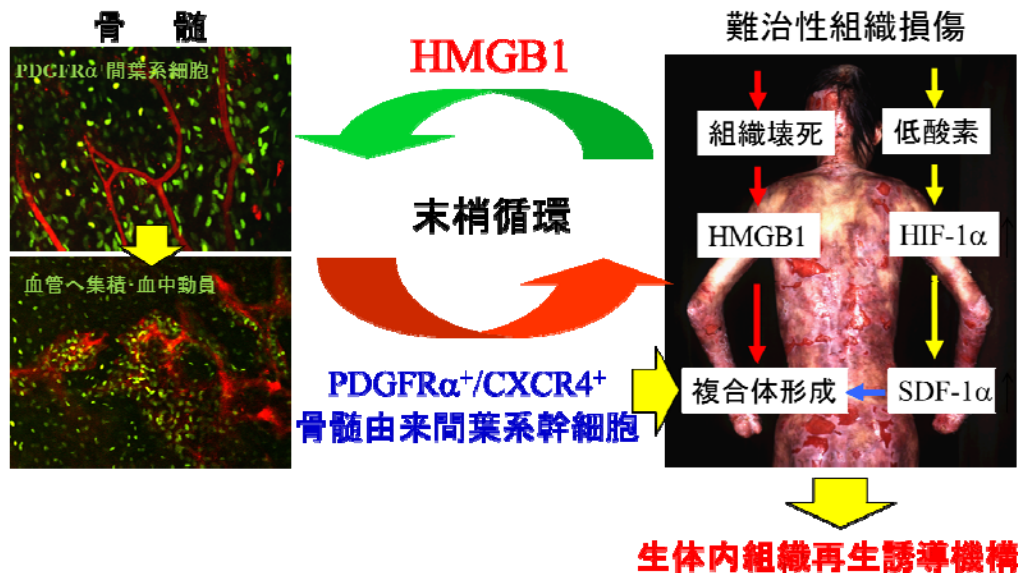 骨 髄
PDGFRα 間葉系細胞
血管へ集積・血中動員
HMGB1
末梢循環
PDGFRα⁺/CXCR4⁺
骨髄由来間葉系幹細胞
難治性組織損傷
組織壊死
低酸素
HMGB1
HIF-1α
複合体形成
SDF-1α
生体内組織再生誘導機構